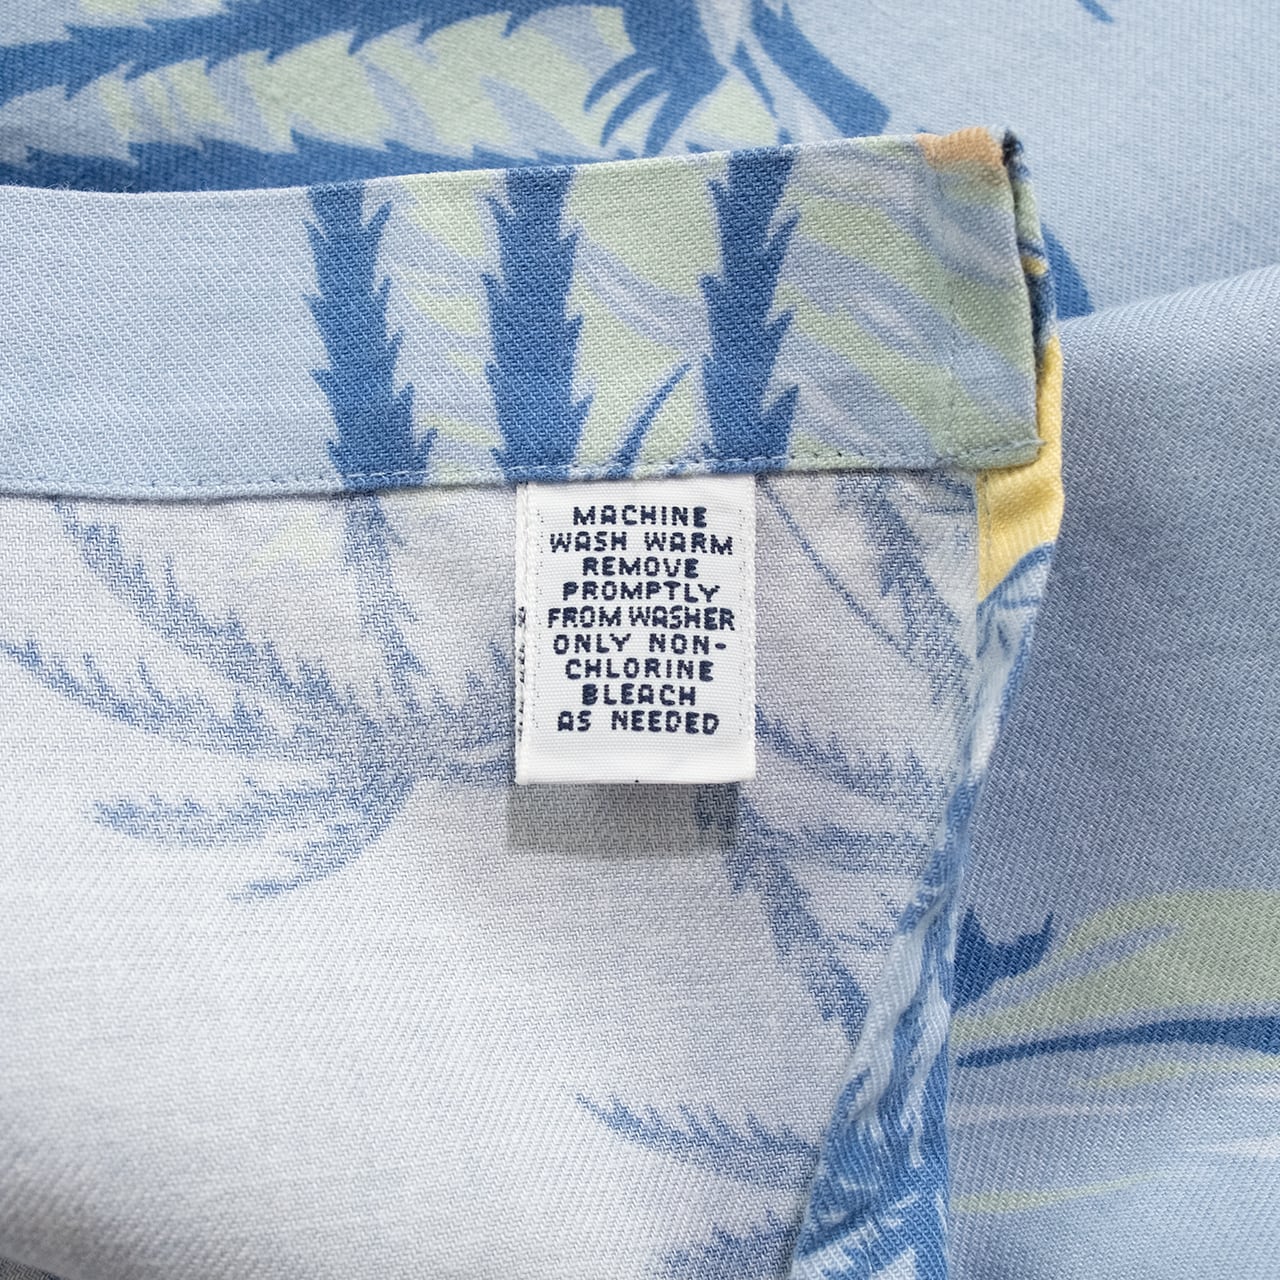 MACHINE
WASH WARM
REMOVE
PROMPTLY
FROM WASHER
ONLY NON-
CHLORINE
BLEACH
AS NEEDED